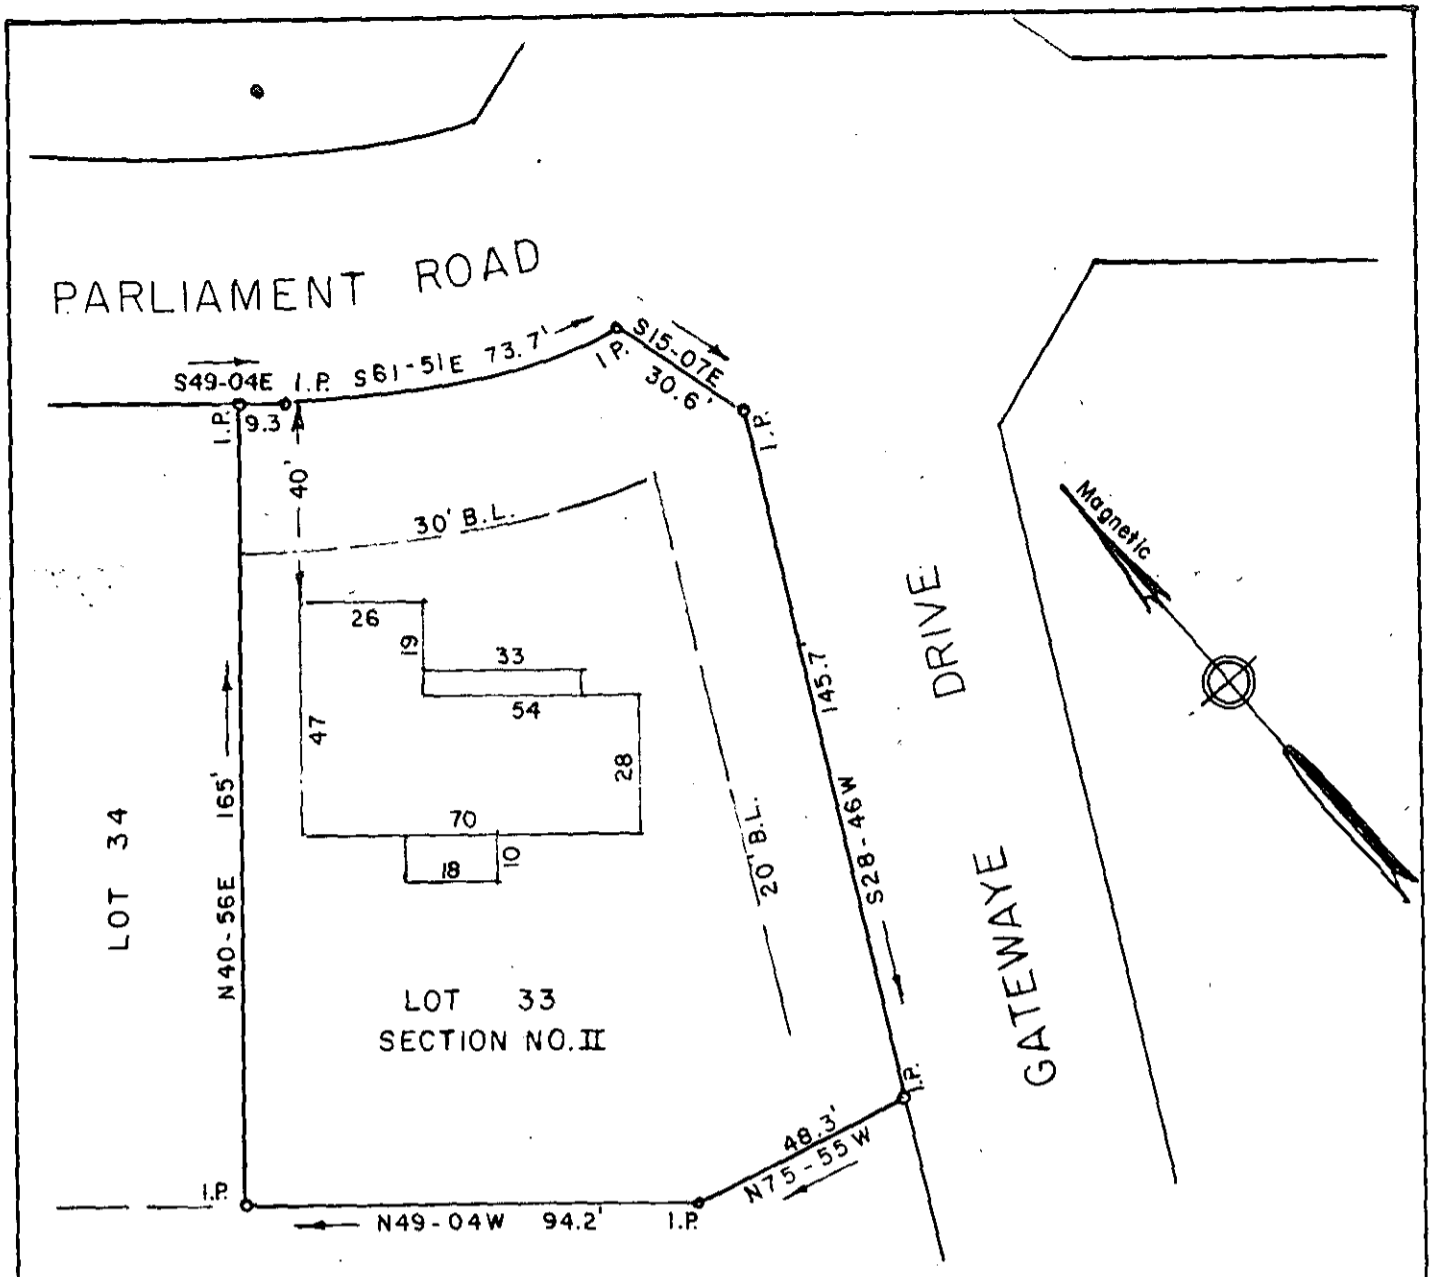 PARLIAMENT ROAD
S49-04E
I.P.
S61-51E 73.7'
I.P.
S15-07E
30.6'
I.P.
I.P.
9.3
40'
30' B.L.
Magnetic
26
19
33
54
47
28
70
18
10
145.7'
S28-46W
20' B.L.
DRIVE
GATEWAYE
N40-56E 165'
LOT 34
LOT 33
SECTION NO. II
I.P.
48.3'
N75-55W
I.P.
N49-04W 94.2'
I.P.